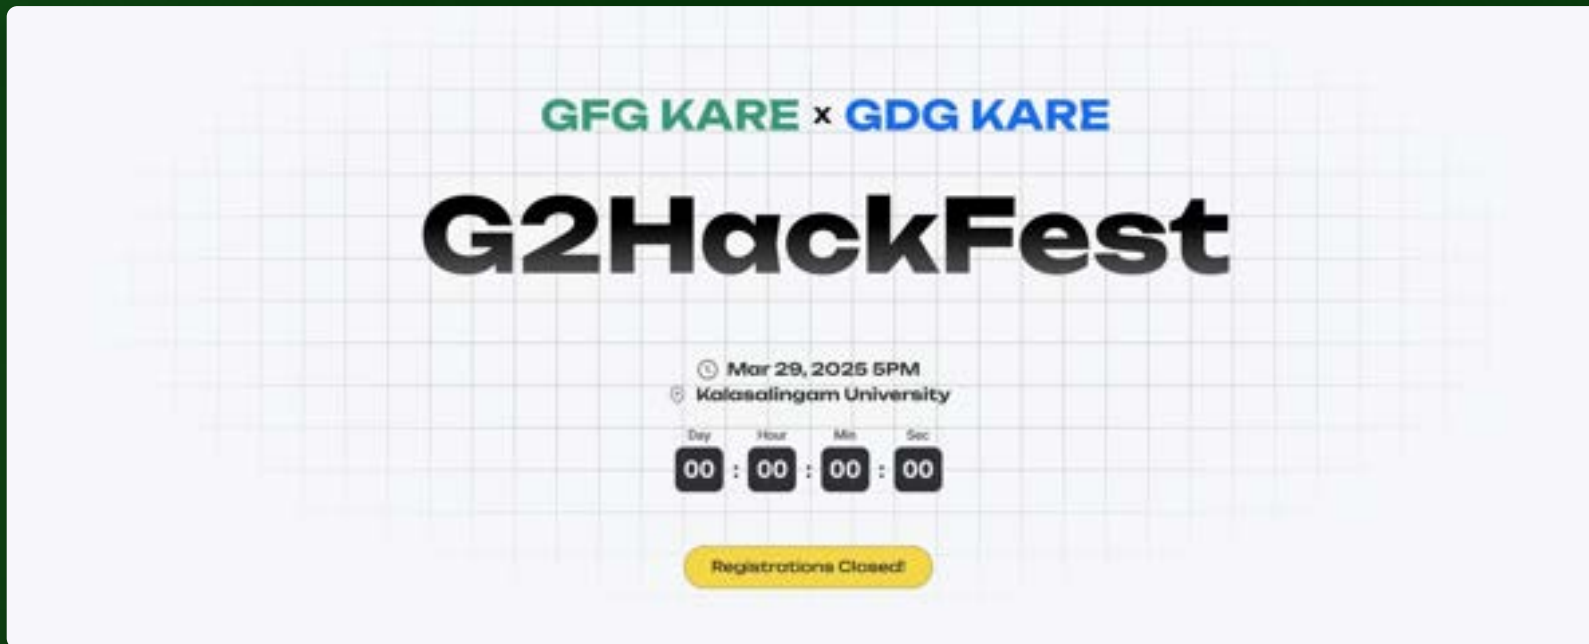 GFG KARE x GDG KARE
G2HackFest
Mar 29, 2025 5PM
Kalasalingam University
Day Hour Min Sec
00 : 00 : 00 : 00
Registrations Closed!